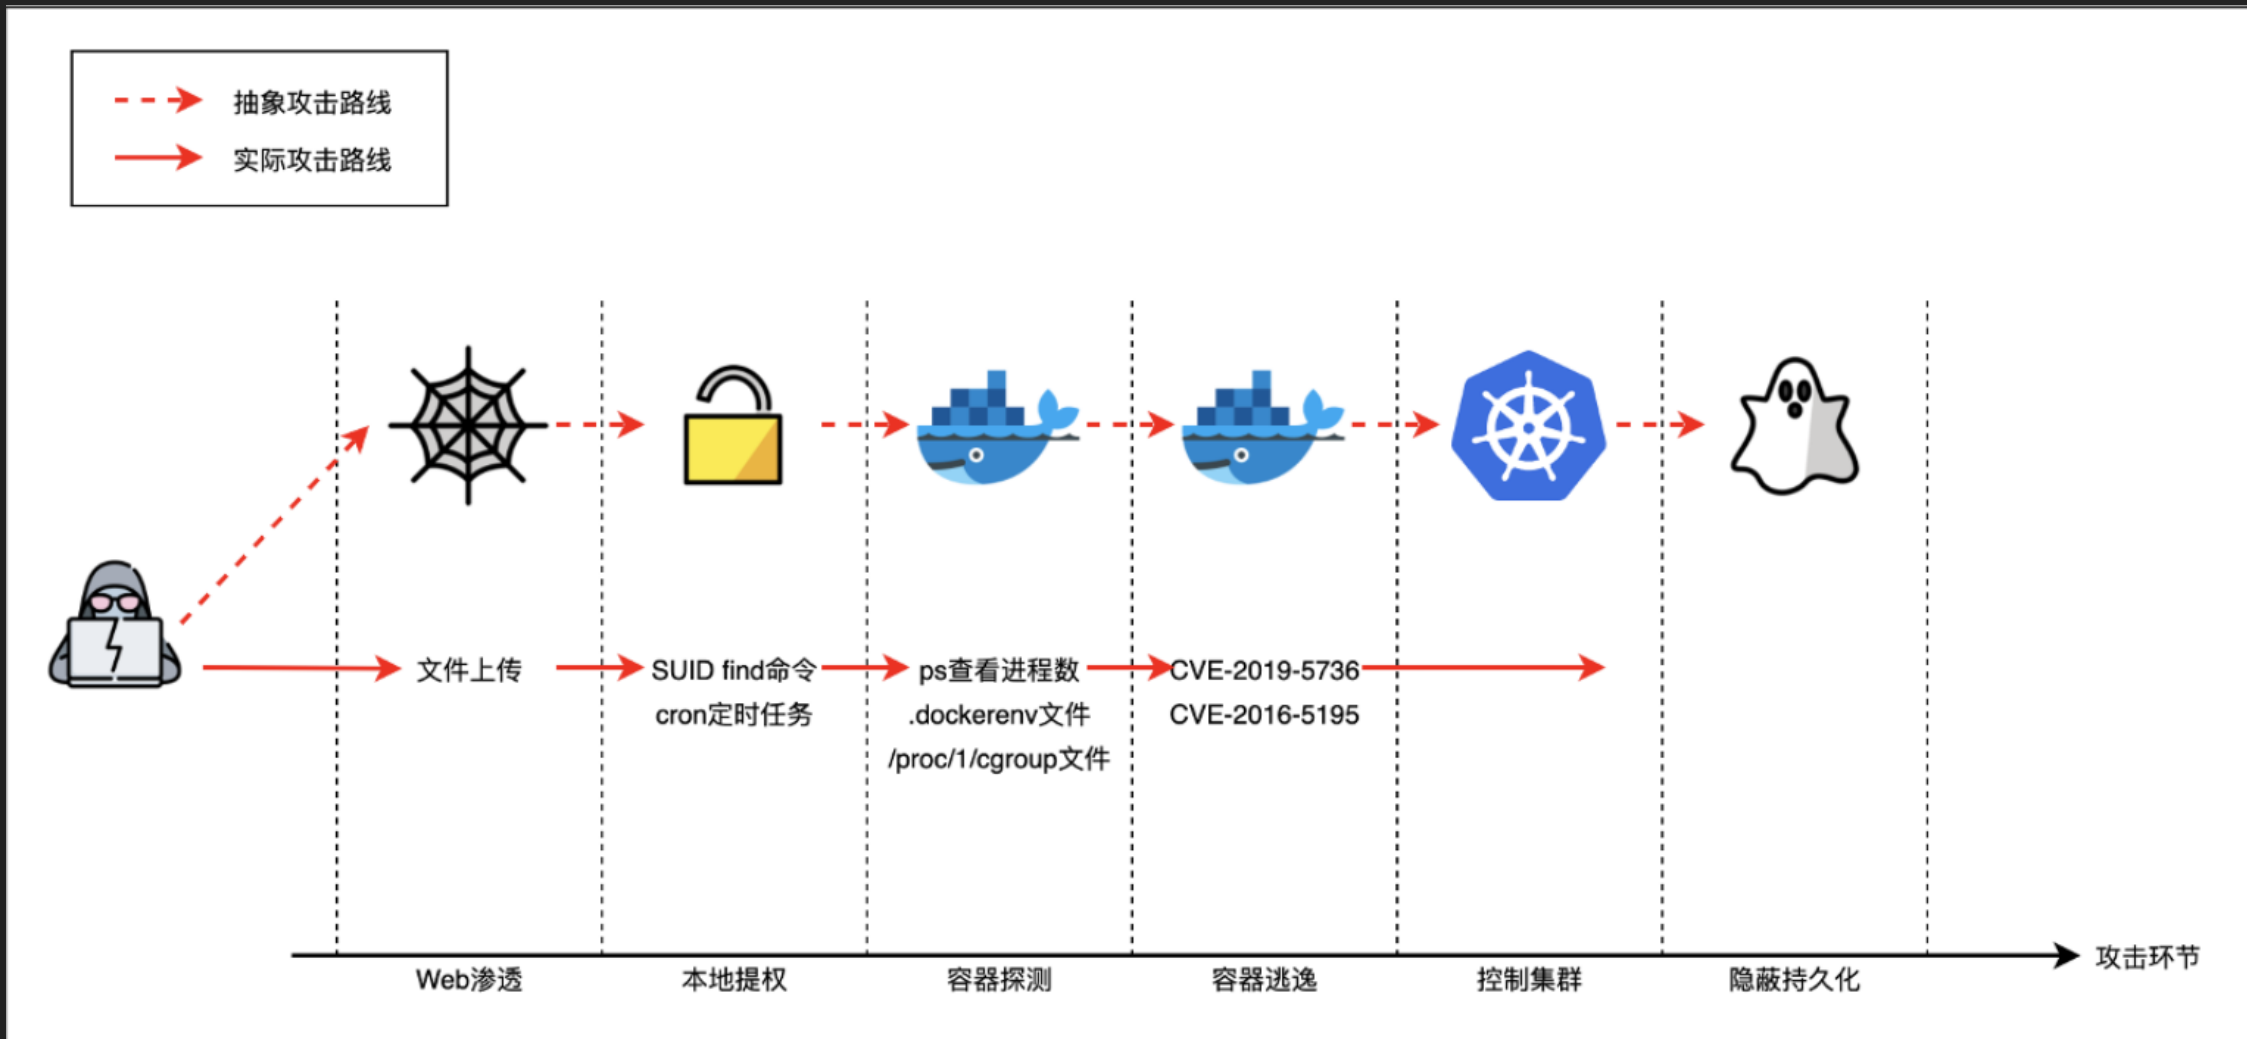 抽象攻击路线
实际攻击路线
文件上传
SUID find命令
cron定时任务
ps查看进程数
.dockerenv文件
/proc/1/cgroup文件
CVE-2019-5736
CVE-2016-5195
攻击环节
Web渗透
本地提权
容器探测
容器逃逸
控制集群
隐蔽持久化